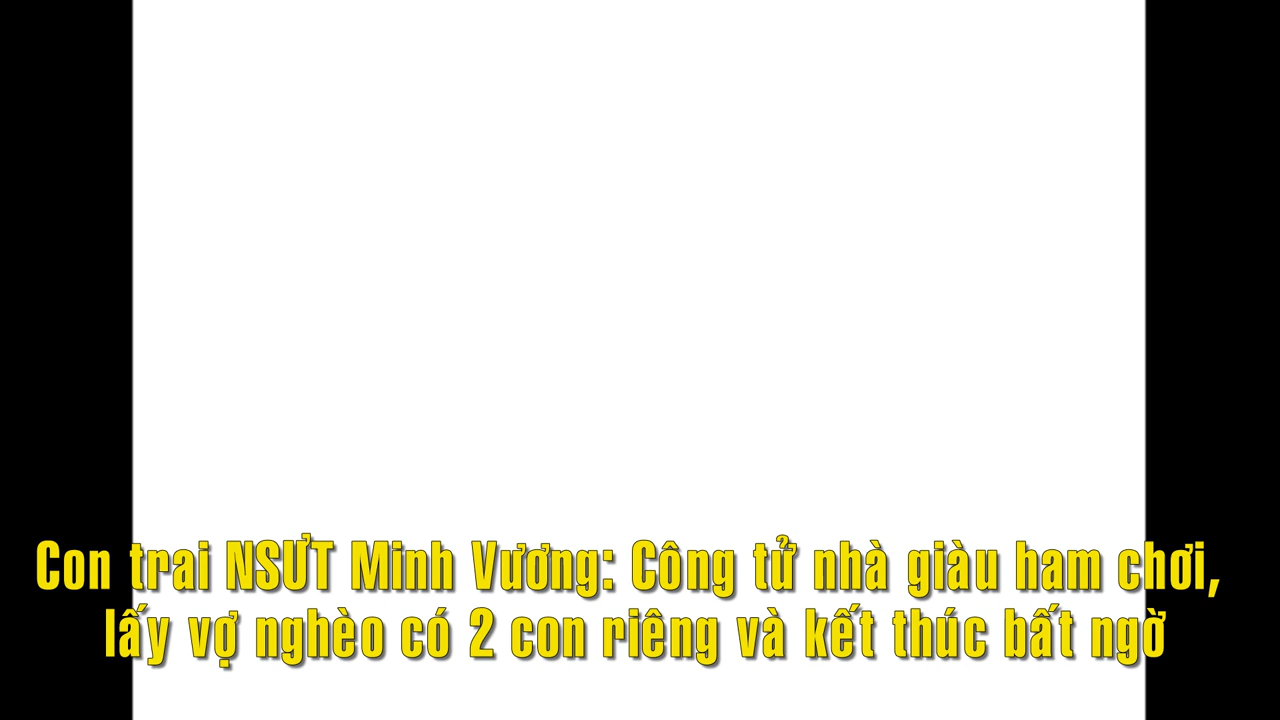 Con trai NSƯT Minh Vương: Công tử nhà giàu ham chơi,
lấy vợ nghèo có 2 con riêng và kết thúc bất ngờ